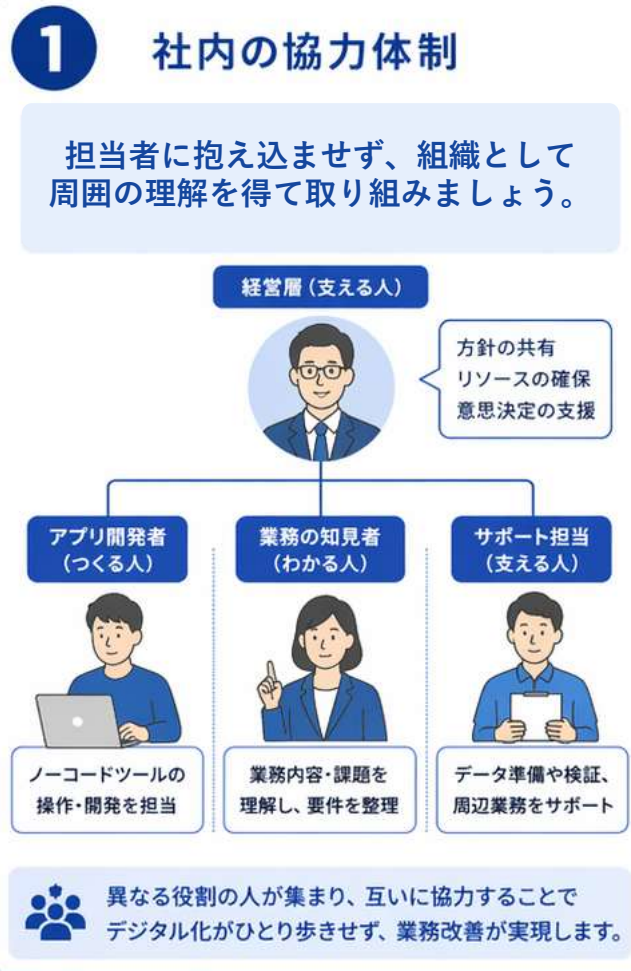 1 社内の協力体制
担当者に抱え込ませず、組織として
周囲の理解を得て取り組みましょう。
経営層(支える人)
方針の共有
リソースの確保
意思決定の支援
アプリ開発者
(つくる人)
ノーコードツールの
操作・開発を担当
業務の知見者
(わかる人)
業務内容・課題を
理解し、要件を整理
サポート担当
(支える人)
データ準備や検証、
周辺業務をサポート
異なる役割の人が集まり、互いに協力することで
デジタル化がひとり歩きせず、業務改善が実現します。